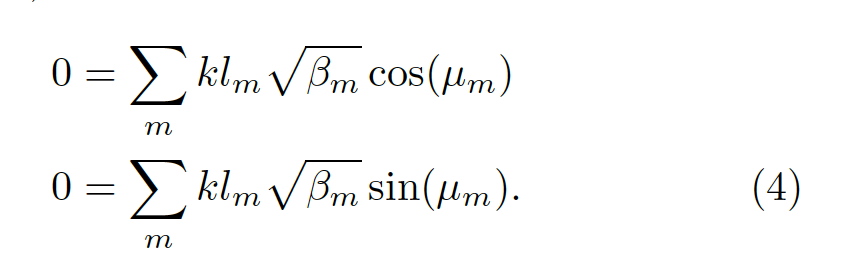 0 = ∑_m kl_m √β_m cos(μ_m)
0 = ∑_m kl_m √β_m sin(μ_m). (4)